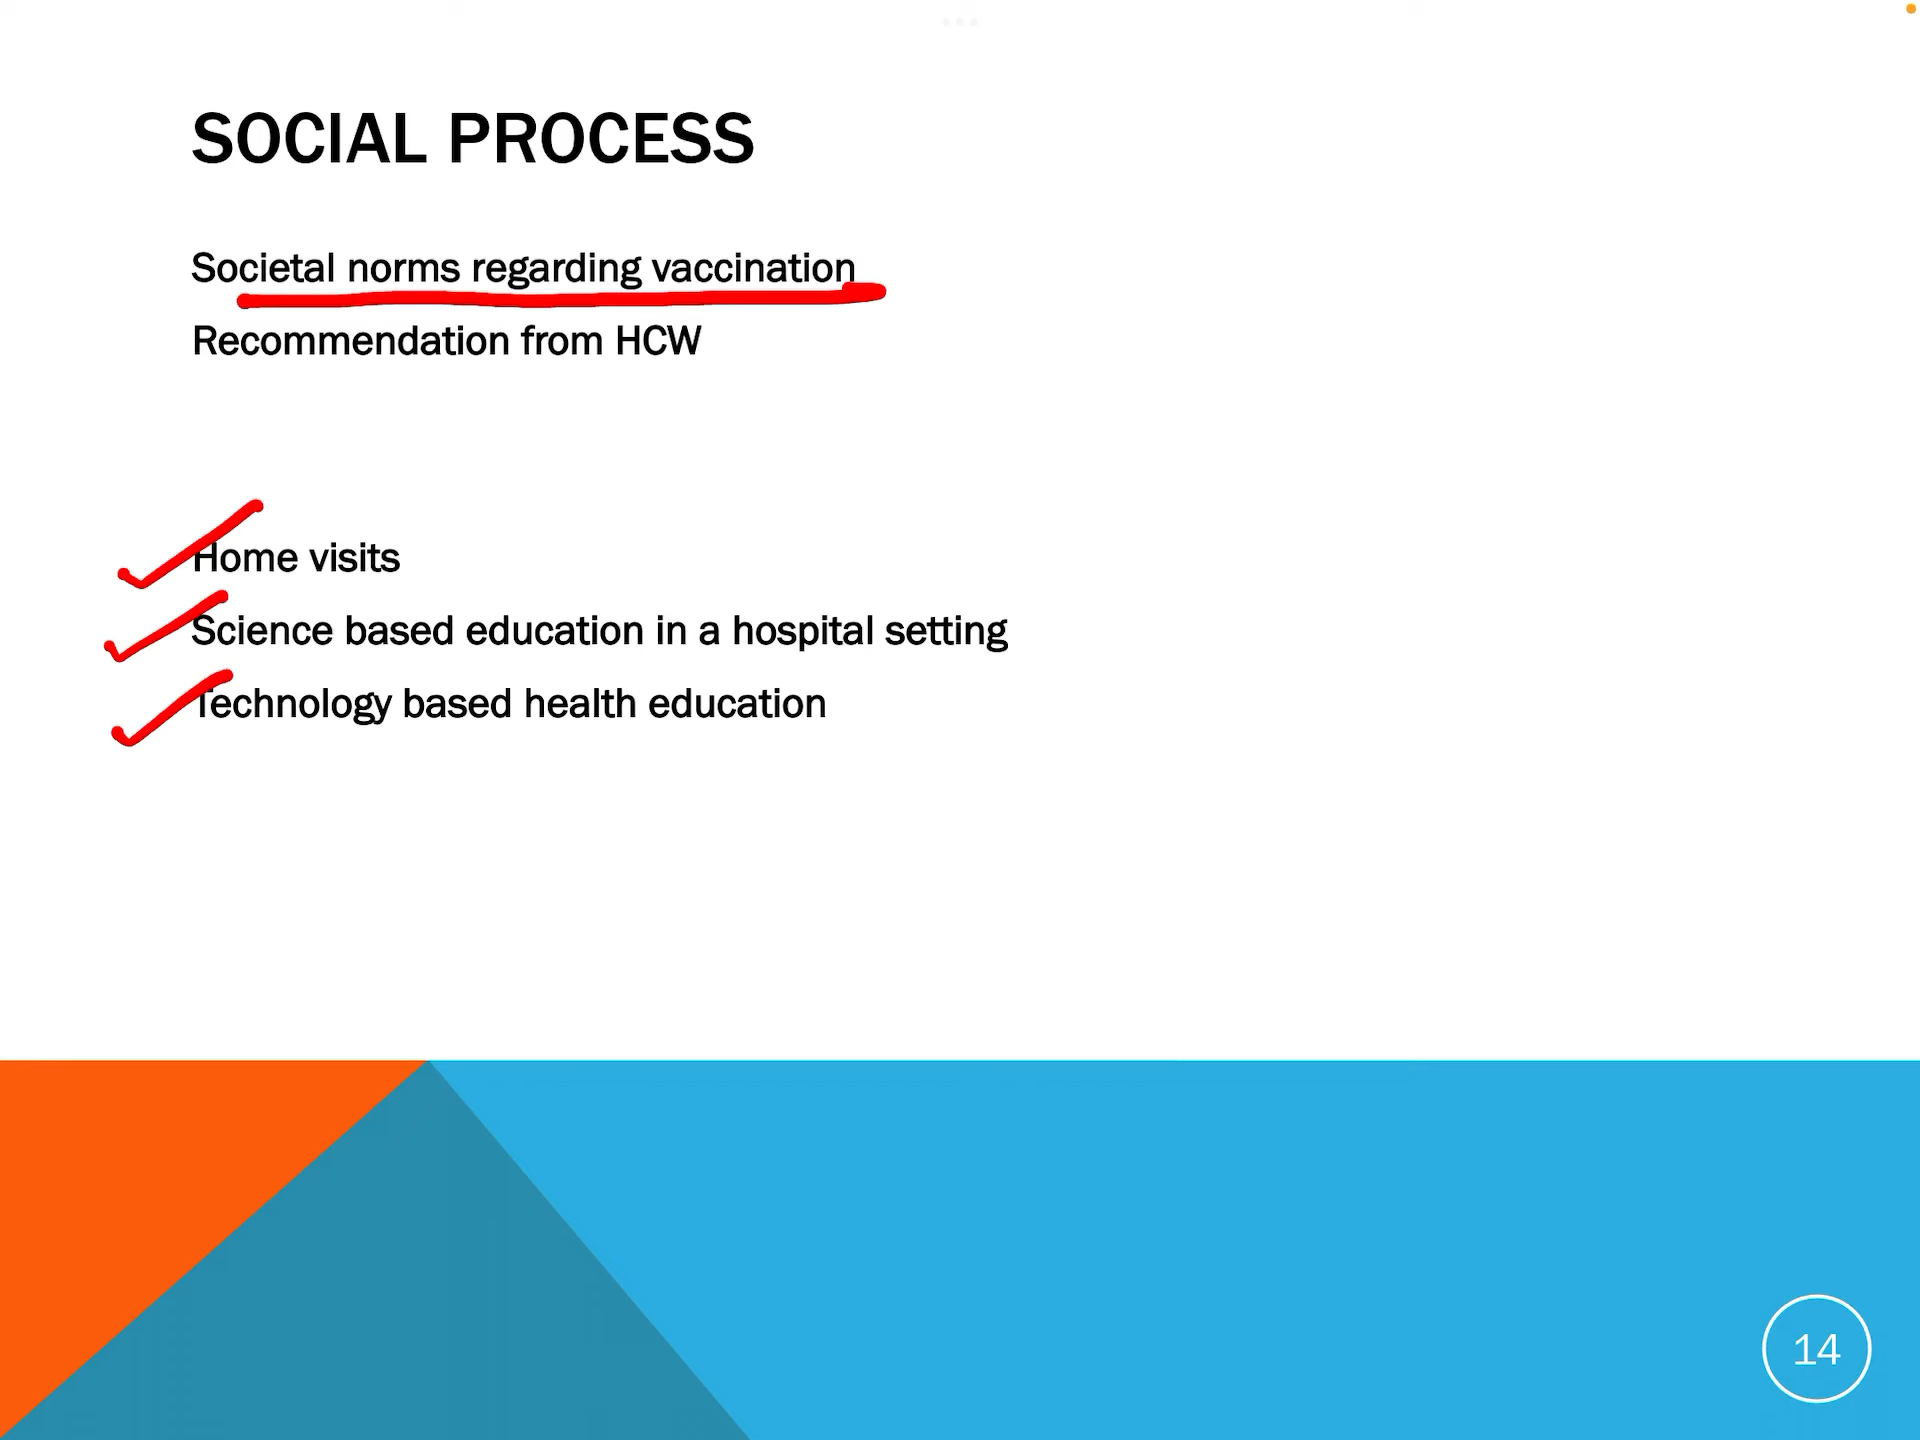 SOCIAL PROCESS
Societal norms regarding vaccination
Recommendation from HCW
Home visits
Science based education in a hospital setting
Technology based health education
14